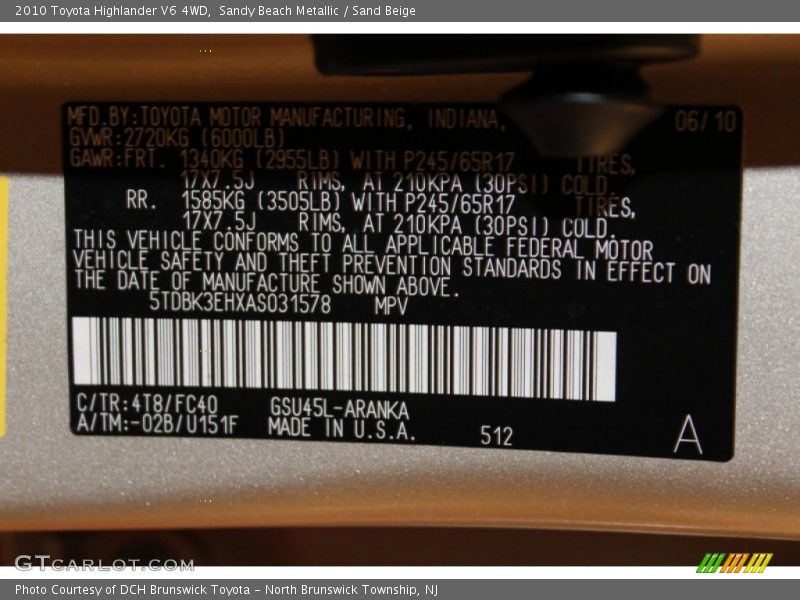 2010 Toyota Highlander V6 4WD,  Sandy Beach Metallic / Sand Beige
MFD.BY:TOYOTA MOTOR MANUFACTURING, INDIANA, 06/10
GVWR:2720KG (6000LB)
GAWR:FRT. 1340KG (2955LB) WITH P245/65R17 TIRES,
17X7.5J RIMS, AT 210KPA (30PSI) COLD.
RR. 1585KG (3505LB) WITH P245/65R17 TIRES,
17X7.5J RIMS, AT 210KPA (30PSI) COLD.
THIS VEHICLE CONFORMS TO ALL APPLICABLE FEDERAL MOTOR
VEHICLE SAFETY AND THEFT PREVENTION STANDARDS IN EFFECT ON
THE DATE OF MANUFACTURE SHOWN ABOVE.
5TDBK3EHXAS031578 MPV
C/TR:4T8/FC40 GSU45L-ARANKA
A/TM:-02B/U151F MADE IN U.S.A. 512 A
GTcarlot.com
Photo Courtesy of DCH Brunswick Toyota – North Brunswick Township, NJ